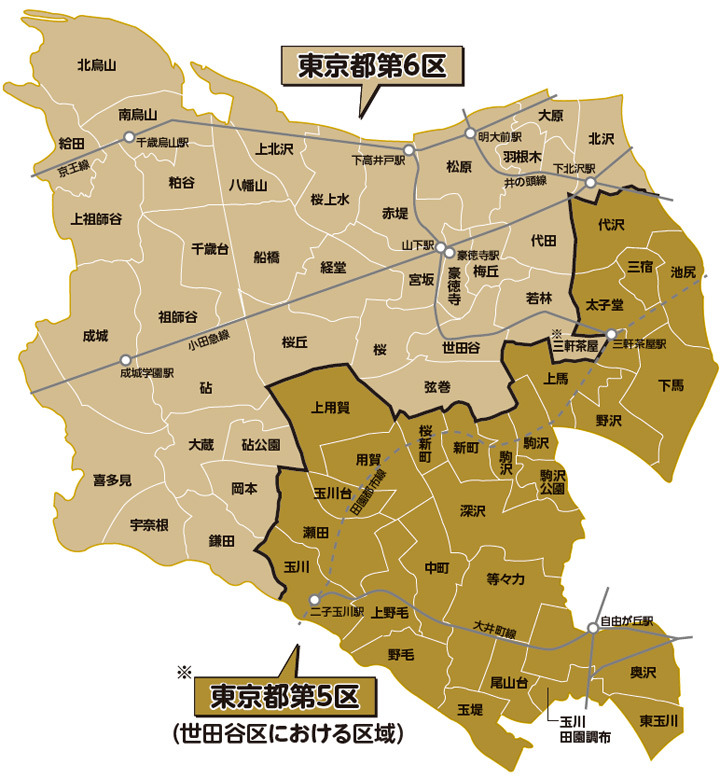 東京都第6区
北烏山
南烏山
給田
千歳烏山駅
京王線
上北沢
下高井戸駅
明大前駅
大原
北沢
羽根木
松原
下北沢駅
井の頭線
粕谷
八幡山
桜上水
赤堤
上祖師谷
代沢
千歳台
船橋
経堂
山下駅
豪徳寺駅
代田
三宿
池尻
宮坂
豪徳寺
梅丘
若林
太子堂
祖師谷
成城
小田急線
桜丘
桜
世田谷
※
三軒茶屋
三軒茶屋駅
成城学園駅
砧
弦巻
上馬
下馬
上用賀
野沢
大蔵
砧公園
桜新町
新町
駒沢
駒沢
用賀
喜多見
岡本
玉川台
田園都市線
駒沢
公園
深沢
宇奈根
鎌田
瀬田
玉川
中町
等々力
二子玉川駅
上野毛
大井町線
自由が丘駅
野毛
奥沢
尾山台
玉堤
玉川
田園調布
東玉川
※
東京都第5区
(世田谷区における区域)